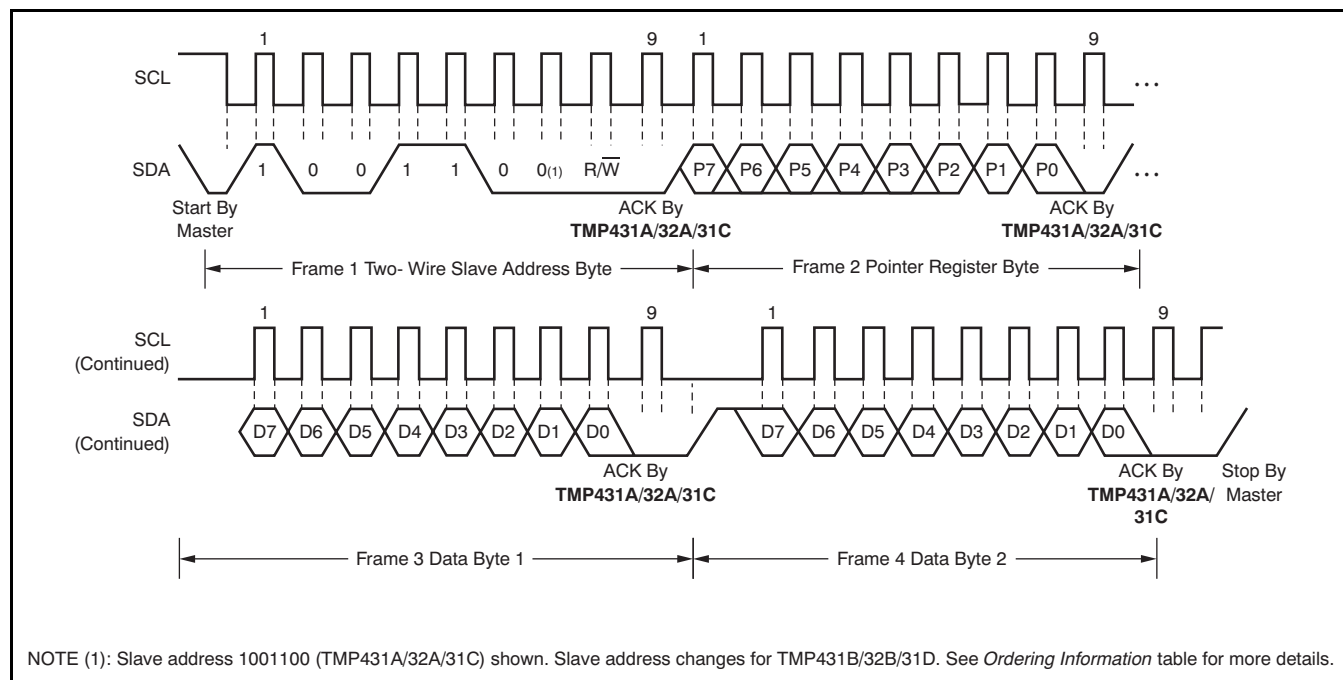 1 9 1 9
SCL ...
SDA 1 0 0 1 1 0 0(1) R/W̅ P7 P6 P5 P4 P3 P2 P1 P0 ...
Start By
Master
ACK By
TMP431A/32A/31C
ACK By
TMP431A/32A/31C
Frame 1 Two- Wire Slave Address Byte
Frame 2 Pointer Register Byte
1 9 1 9
SCL
(Continued)
SDA
(Continued)
D7 D6 D5 D4 D3 D2 D1 D0 D7 D6 D5 D4 D3 D2 D1 D0
ACK By
TMP431A/32A/31C
ACK By
TMP431A/32A/
31C
Stop By
Master
Frame 3 Data Byte 1
Frame 4 Data Byte 2
NOTE (1): Slave address 1001100 (TMP431A/32A/31C) shown. Slave address changes for TMP431B/32B/31D. See Ordering Information table for more details.